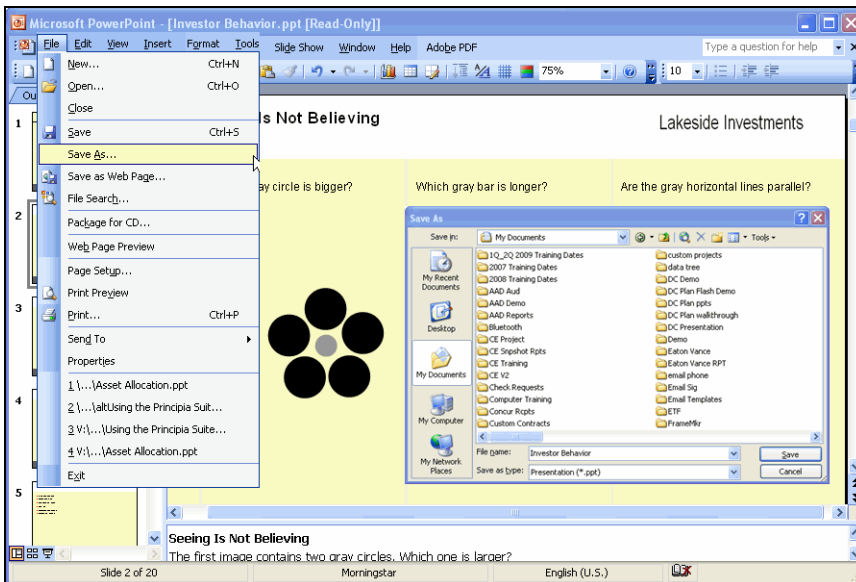 Microsoft PowerPoint - [Investor Behavior.ppt [Read-Only]]
File Edit View Insert Format Tools Slide Show Window Help Adobe PDF Type a question for help
75% 10
New... Ctrl+N
Open... Ctrl+O
Close
Save Ctrl+S
Save As...
Save as Web Page...
File Search...
Package for CD...
Web Page Preview
Page Setup...
Print Preview
Print... Ctrl+P
Send To
Properties
1 \...\Asset Allocation.ppt
2 \...\altUsing the Principia Suit...
3 V:\...\Using the Principia Suite...
4 V:\...\Asset Allocation.ppt
Exit
Ou
1
2
3
4
5
Is Not Believing
Lakeside Investments
ay circle is bigger? Which gray bar is longer? Are the gray horizontal lines parallel?
Save As
Save in: My Documents Tools
My Recent Documents
Desktop
My Documents
My Computer
My Network Places
1Q_2Q 2009 Training Dates
2007 Training Dates
2008 Training Dates
AAD Aud
AAD Demo
AAD Reports
Bluetooth
CE Project
CE Snpshot Rpts
CE Training
CE V2
Check Requests
Computer Training
Concur Rcpts
Custom Contracts
custom projects
data tree
DC Demo
DC Plan Flash Demo
DC Plan ppts
DC Plan walkthrough
DC Presentation
Demo
Eaton Vance
Eaton Vance RPT
email phone
Email Sig
Email Templates
ETF
FrameMkr
File name: Investor Behavior Save
Save as type: Presentation (*.ppt) Cancel
Seeing Is Not Believing
The first image contains two gray circles. Which one is larger?
Slide 2 of 20 Morningstar English (U.S.)